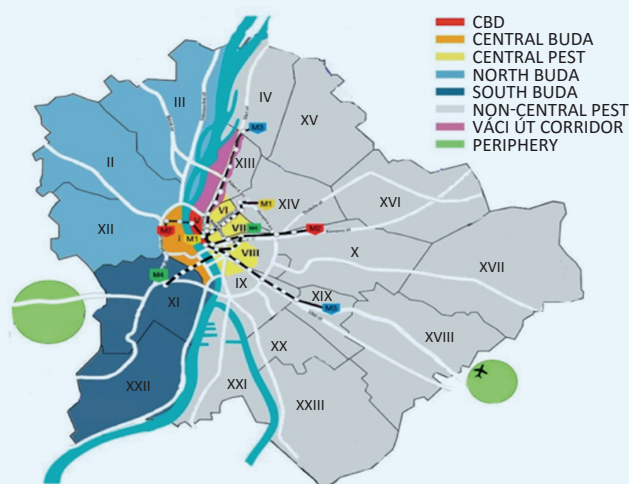 CBD
CENTRAL BUDA
CENTRAL PEST
NORTH BUDA
SOUTH BUDA
NON-CENTRAL PEST
VÁCI ÚT CORRIDOR
PERIPHERY
III
IV
XV
M3
II
XIII
XII
VI
M1
XIV
XVI
V
M2
I
M1
VII
M4
M2
VIII
X
XVII
M4
XI
IX
XIX
M3
XVIII
XX
XXII
XXI
XXIII